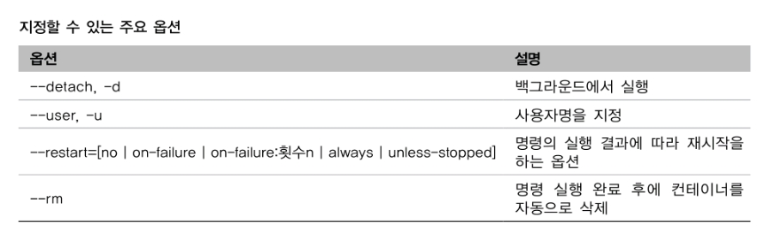 지정할 수 있는 주요 옵션
옵션 설명
--detach, -d 백그라운드에서 실행
--user, -u 사용자명을 지정
--restart=[no | on-failure | on-failure:횟수n | always | unless-stopped] 명령의 실행 결과에 따라 재시작을
하는 옵션
--rm 명령 실행 완료 후에 컨테이너를
자동으로 삭제